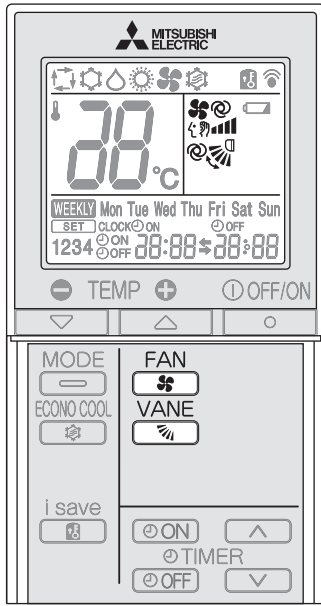 MITSUBISHI
ELECTRIC
88°C
WEEKLY Mon Tue Wed Thu Fri Sat Sun
SET CLOCK ON OFF
1234 ON OFF 88:88 88:88
TEMP OFF/ON
MODE FAN
ECONO COOL VANE
i save
ON
TIMER
OFF